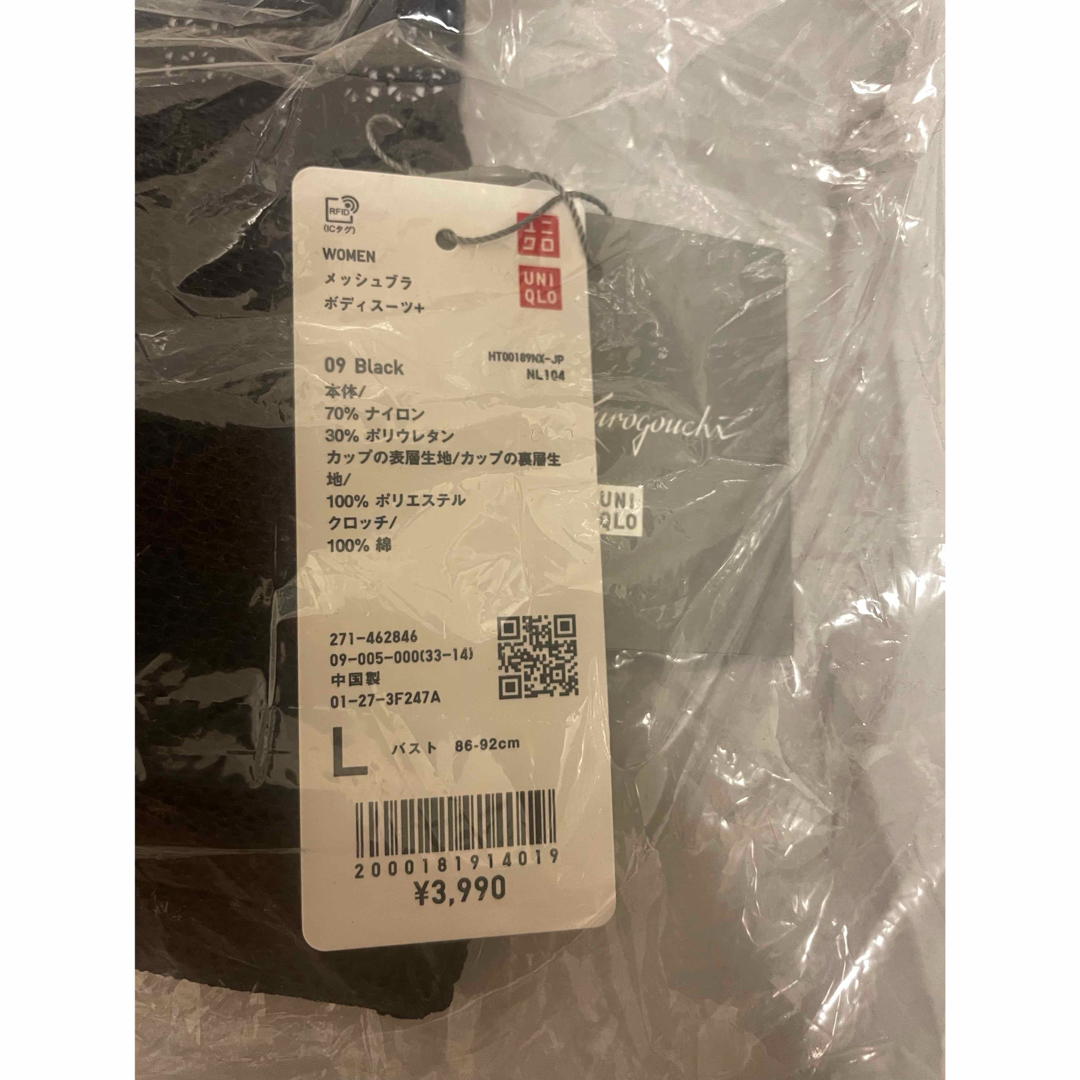 RFID
(ICタグ)
ユニ
クロ
UNI
QLO
WOMEN
メッシュブラ
ボディスーツ+
09 Black
HT00189NX-JP
NL104
本体/
70% ナイロン
30% ポリウレタン
カップの表層生地/カップの裏層生
地/
100% ポリエステル
クロッチ/
100% 綿
271-462846
09-005-000(33-14)
中国製
01-27-3F247A
L バスト 86-92cm
2000181914019
¥3,990
UNI
QLO